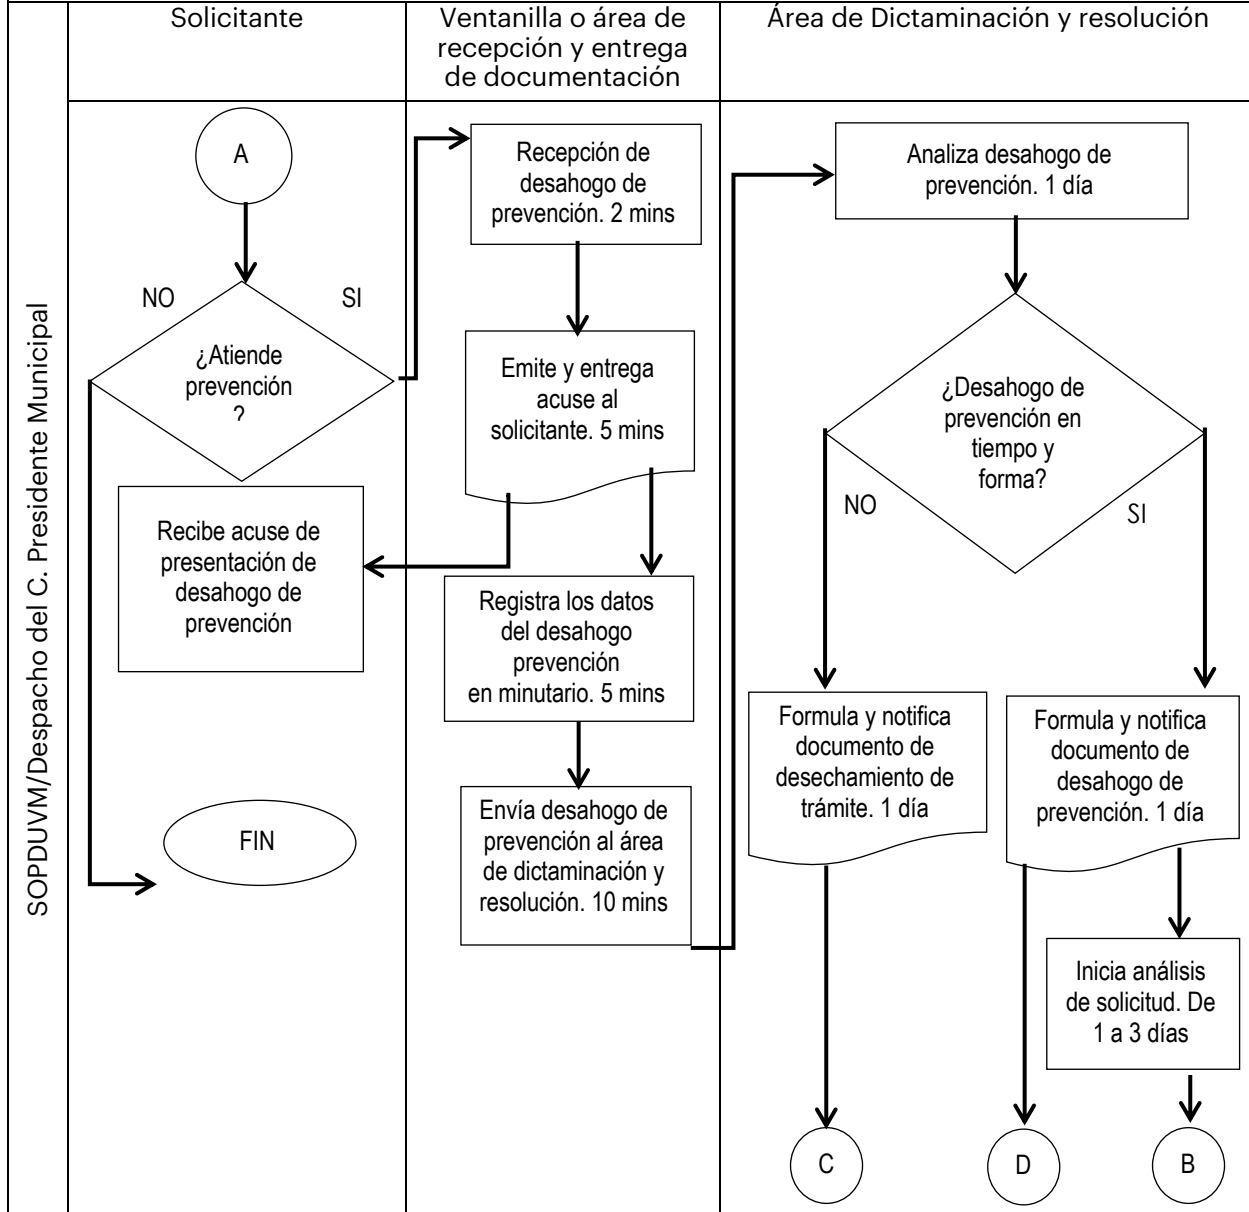 Solicitante
Ventanilla o área de
recepción y entrega
de documentación
Área de Dictaminación y resolución
SOPDUVM/Despacho del C. Presidente Municipal
A
NO
SI
¿Atiende
prevención
?
Recibe acuse de
presentación de
desahogo de
prevención
FIN
Recepción de
desahogo de
prevención. 2 mins
Emite y entrega
acuse al
solicitante. 5 mins
Registra los datos
del desahogo
prevención
en minutario. 5 mins
Envía desahogo de
prevención al área
de dictaminación y
resolución. 10 mins
Analiza desahogo de
prevención. 1 día
¿Desahogo de
prevención en
tiempo y
forma?
NO
SI
Formula y notifica
documento de
desechamiento de
trámite. 1 día
Formula y notifica
documento de
desahogo de
prevención. 1 día
Inicia análisis
de solicitud. De
1 a 3 días
C
D
B